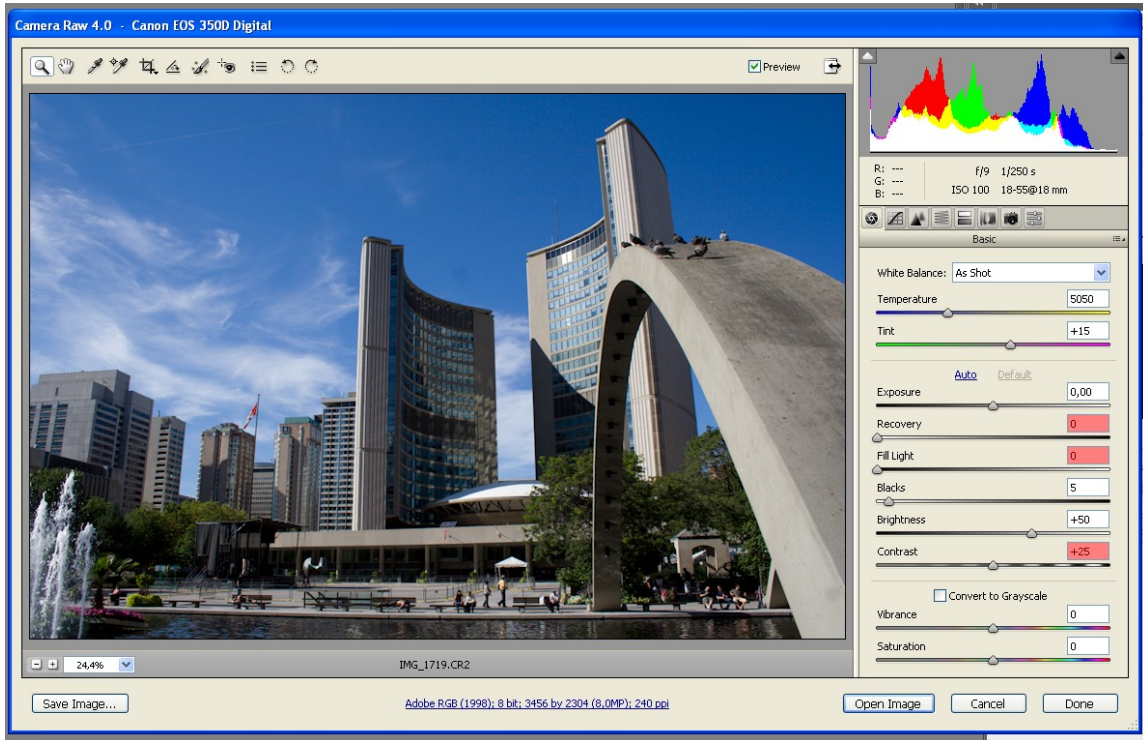 Camera Raw 4.0 - Canon EOS 350D Digital
Preview
R: ---
G: ---
B: ---
f/9 1/250 s
ISO 100 18-55@18 mm
Basic
White Balance: As Shot
Temperature 5050
Tint +15
Auto Default
Exposure 0,00
Recovery 0
Fill Light 0
Blacks 5
Brightness +50
Contrast +25
Convert to Grayscale
Vibrance 0
Saturation 0
24,4% IMG_1719.CR2
Save Image... Adobe RGB (1998); 8 bit; 3456 by 2304 (8,0MP); 240 ppi Open Image Cancel Done